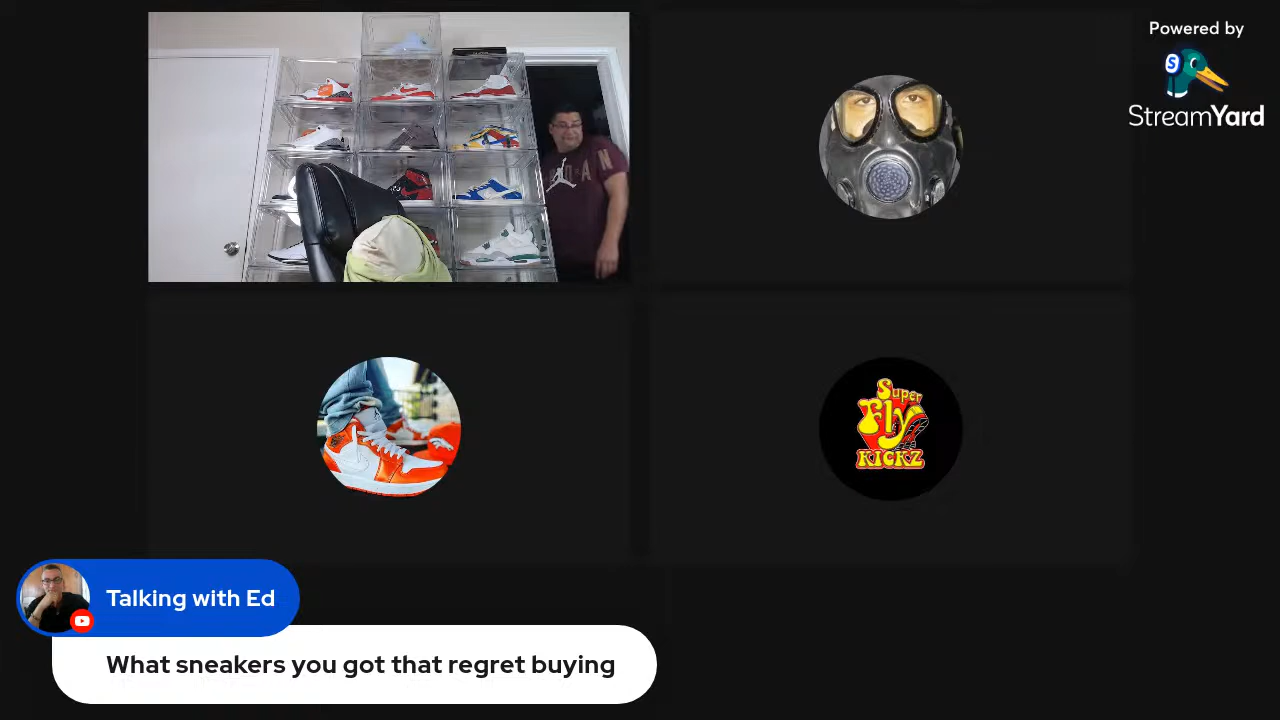 Powered by
StreamYard
Super
Fly
KICKZ
Talking with Ed
What sneakers you got that regret buying